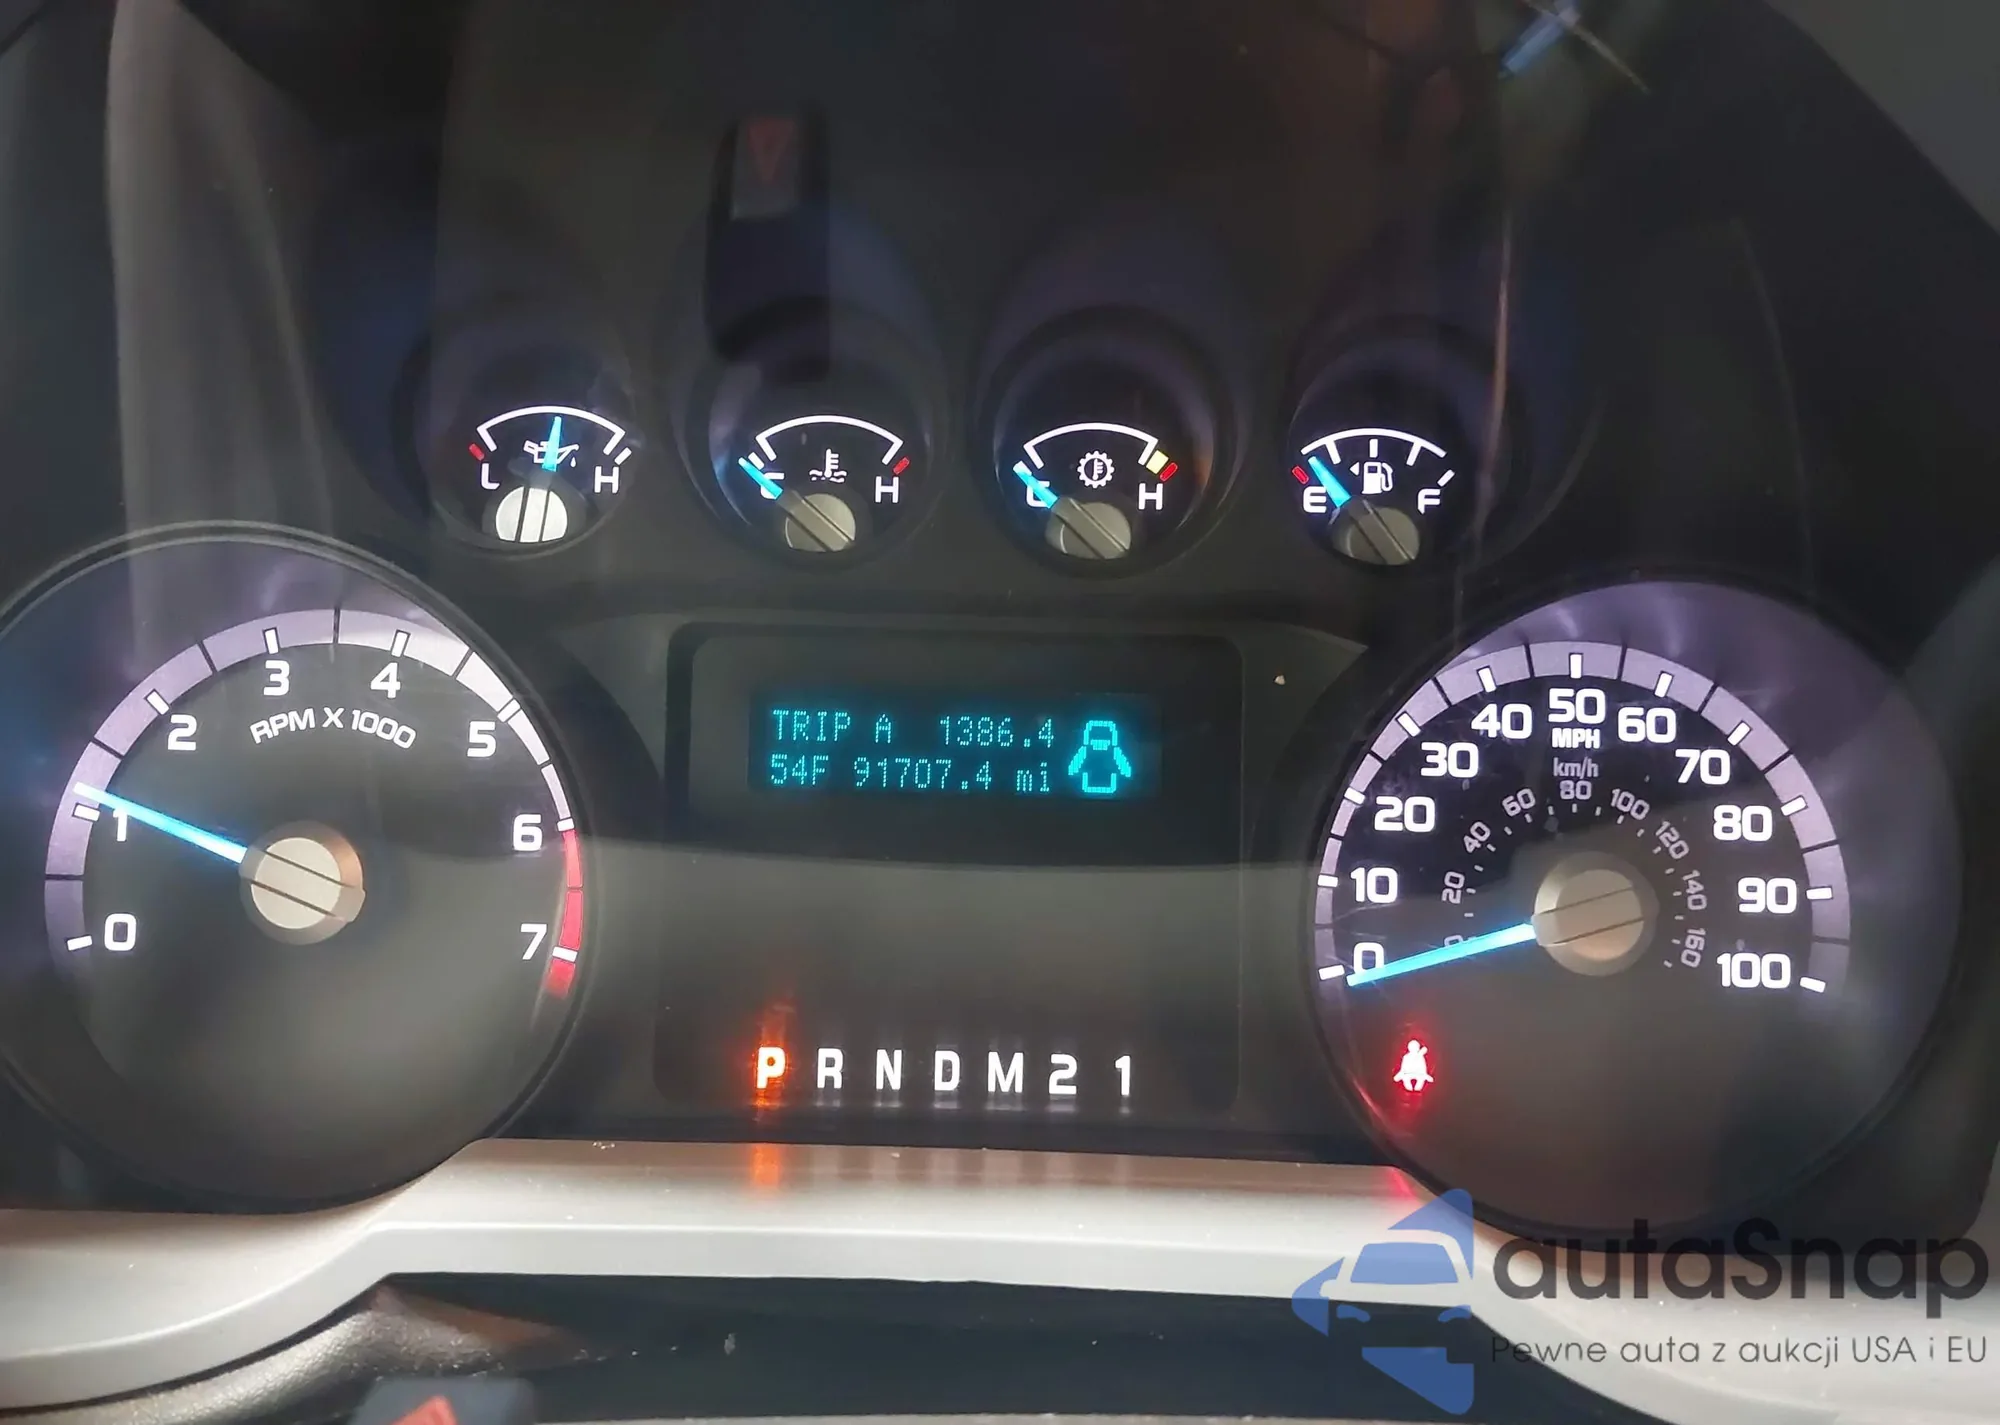 L H
C H
C H
E F
0 1 2 3 4 5 6 7
RPM X 1000
TRIP A 1386.4
54F 91707.4 mi
0 10 20 30 40 50 60 70 80 90 100
MPH
km/h
0 20 40 60 80 100 120 140 160
P R N D M 2 1
autaSnap
Pewne auta z aukcji USA i EU